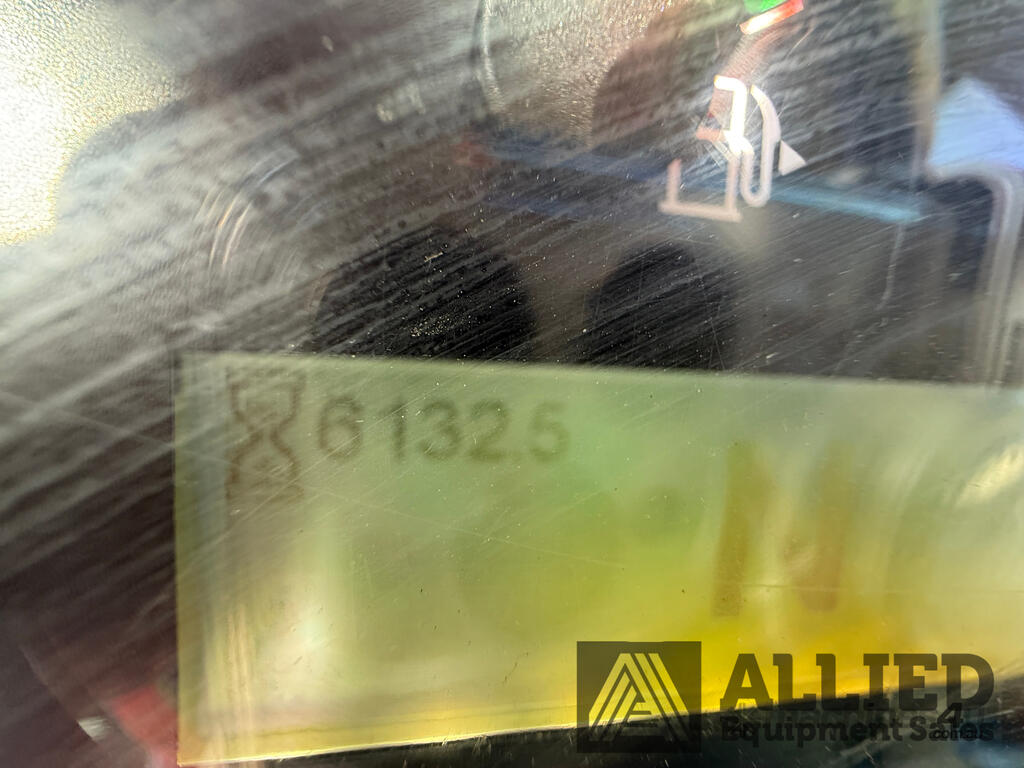 6132.5
N
ALLIED
Equipment Sales